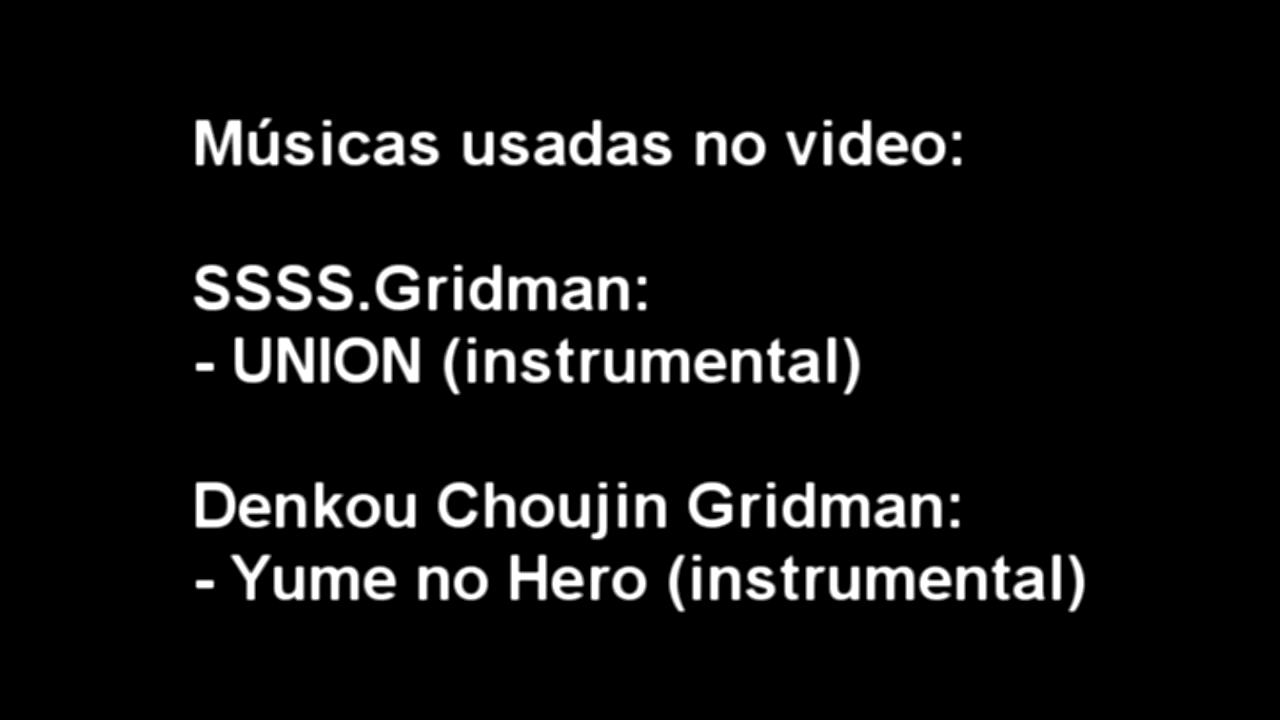 Músicas usadas no video:
SSSS.Gridman:
- UNION (instrumental)
Denkou Choujin Gridman:
- Yume no Hero (instrumental)